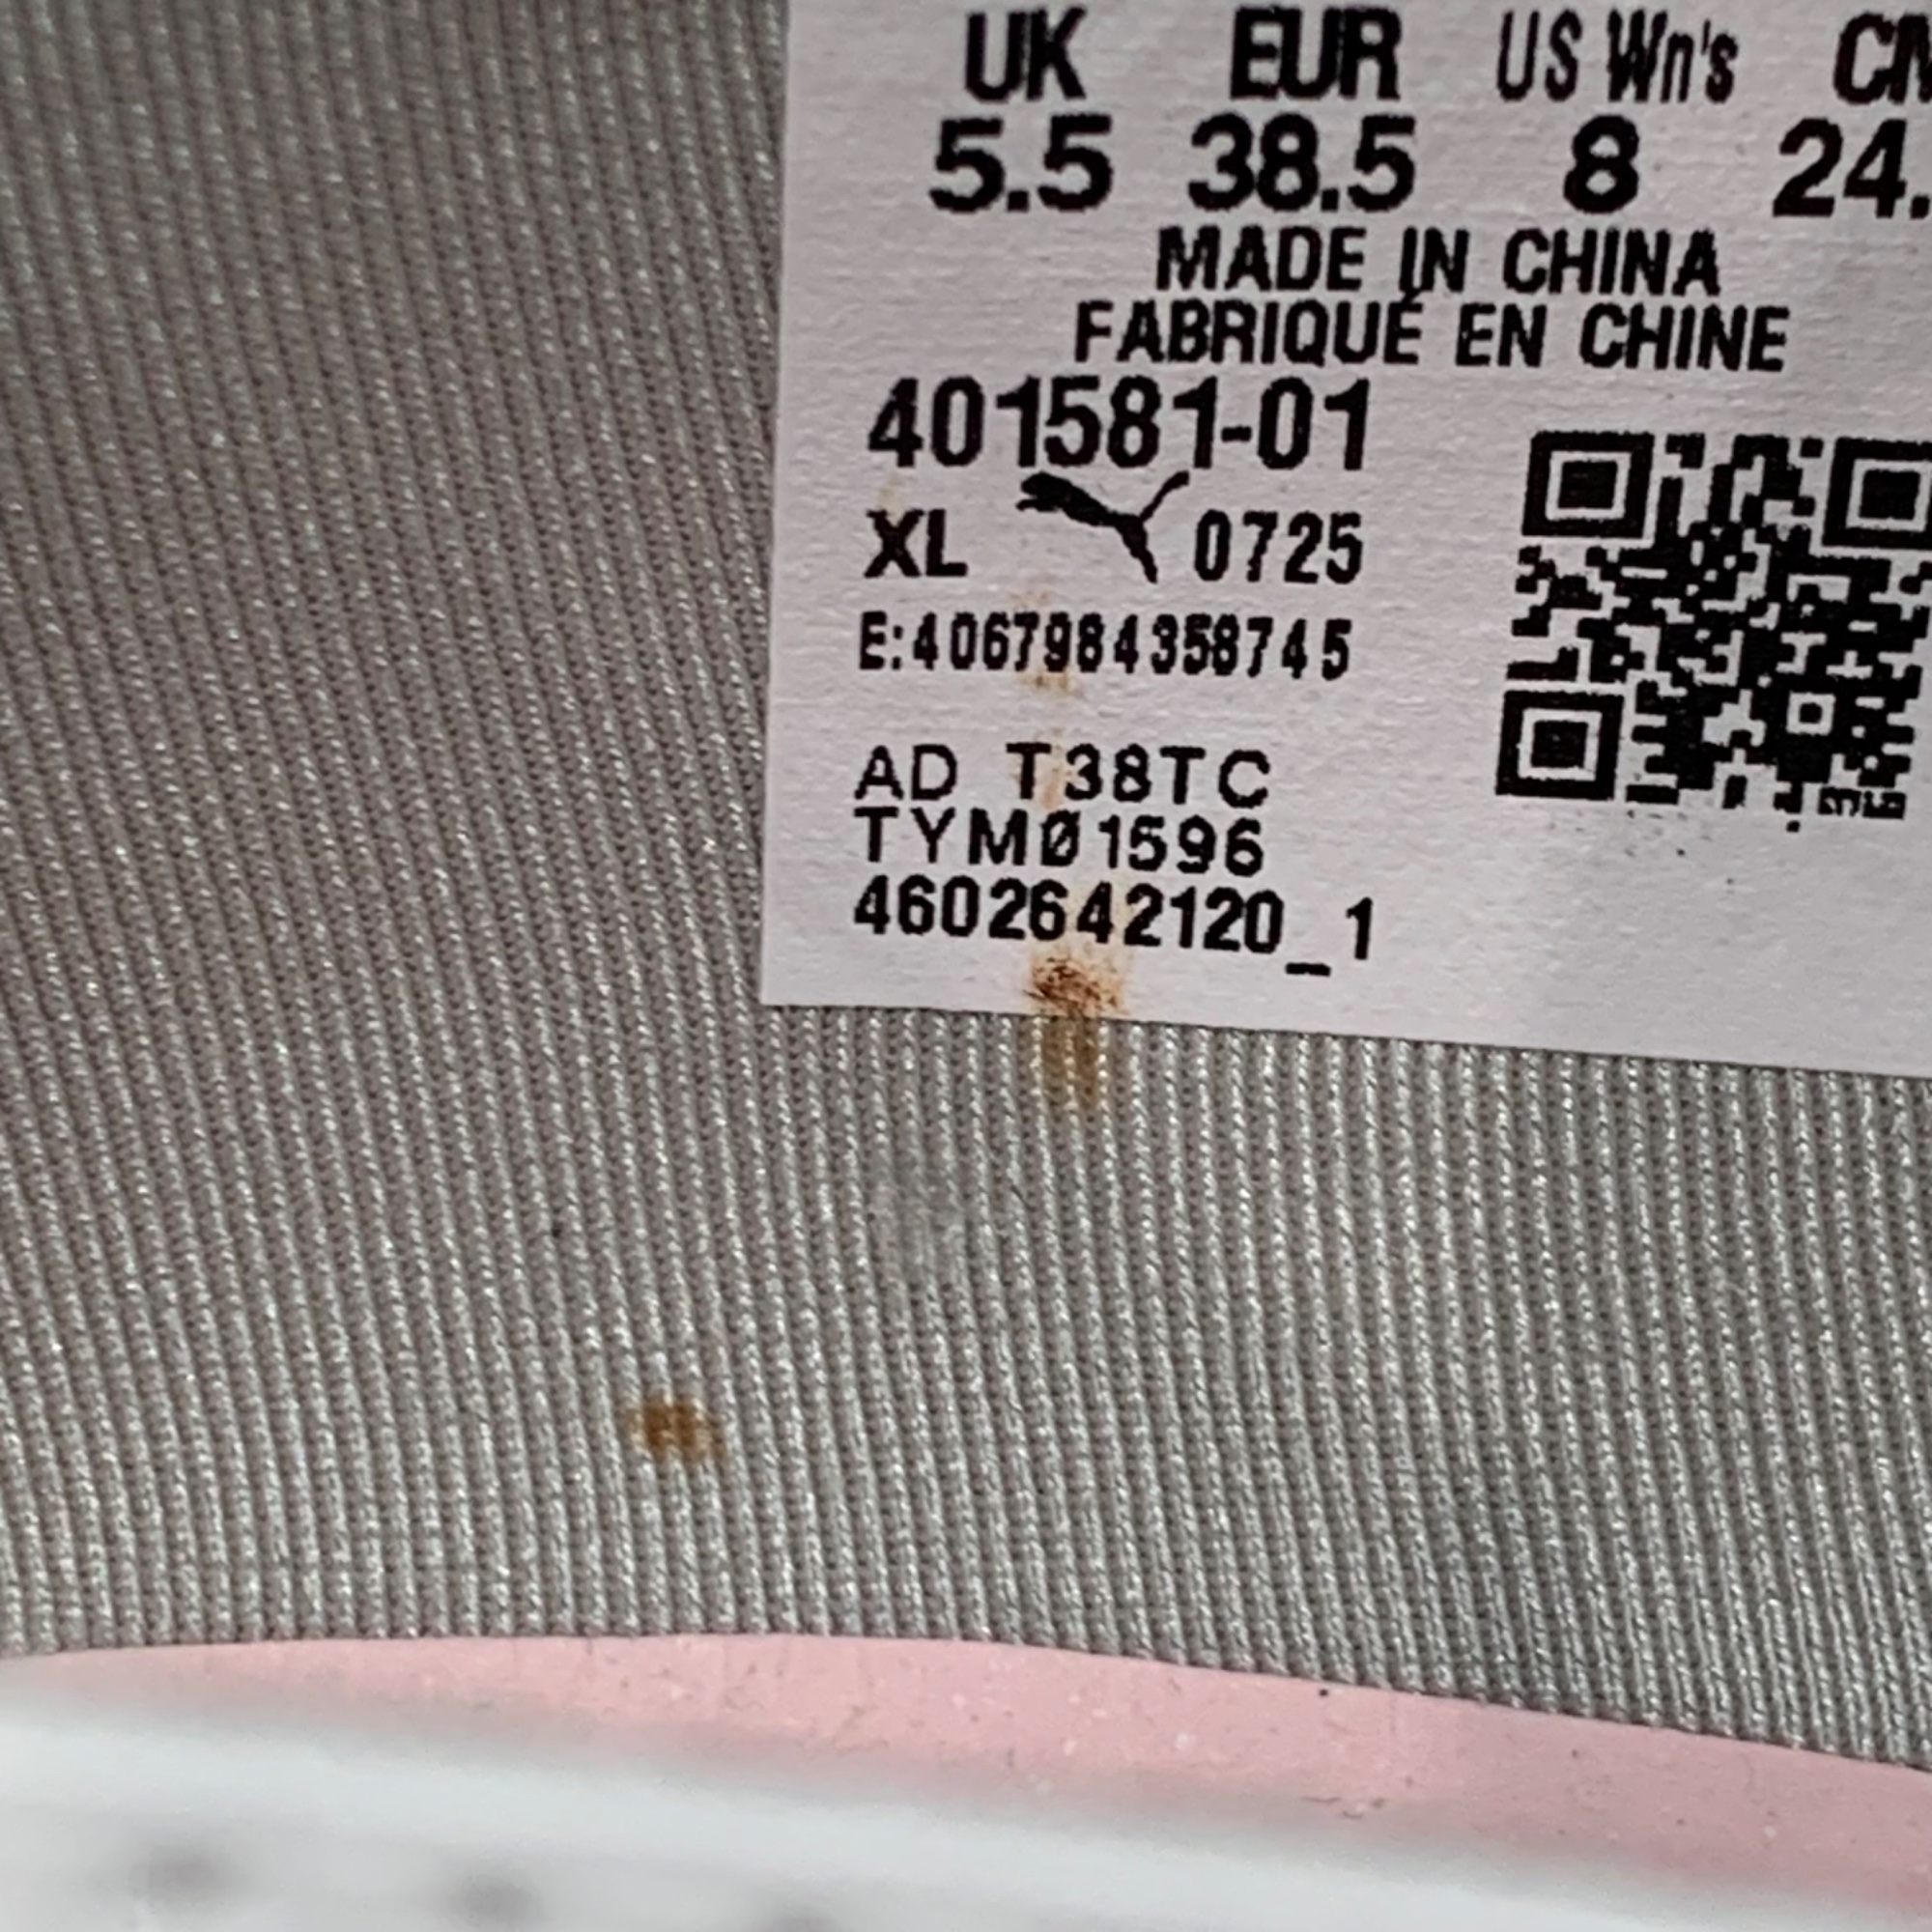 UK EUR US Wn's
5.5 38.5 8 24.
MADE IN CHINA
FABRIQUÉ EN CHINE
401581-01
XL 0725
E:4067984358745
AD T38TC
TYMØ1596
4602642120_1